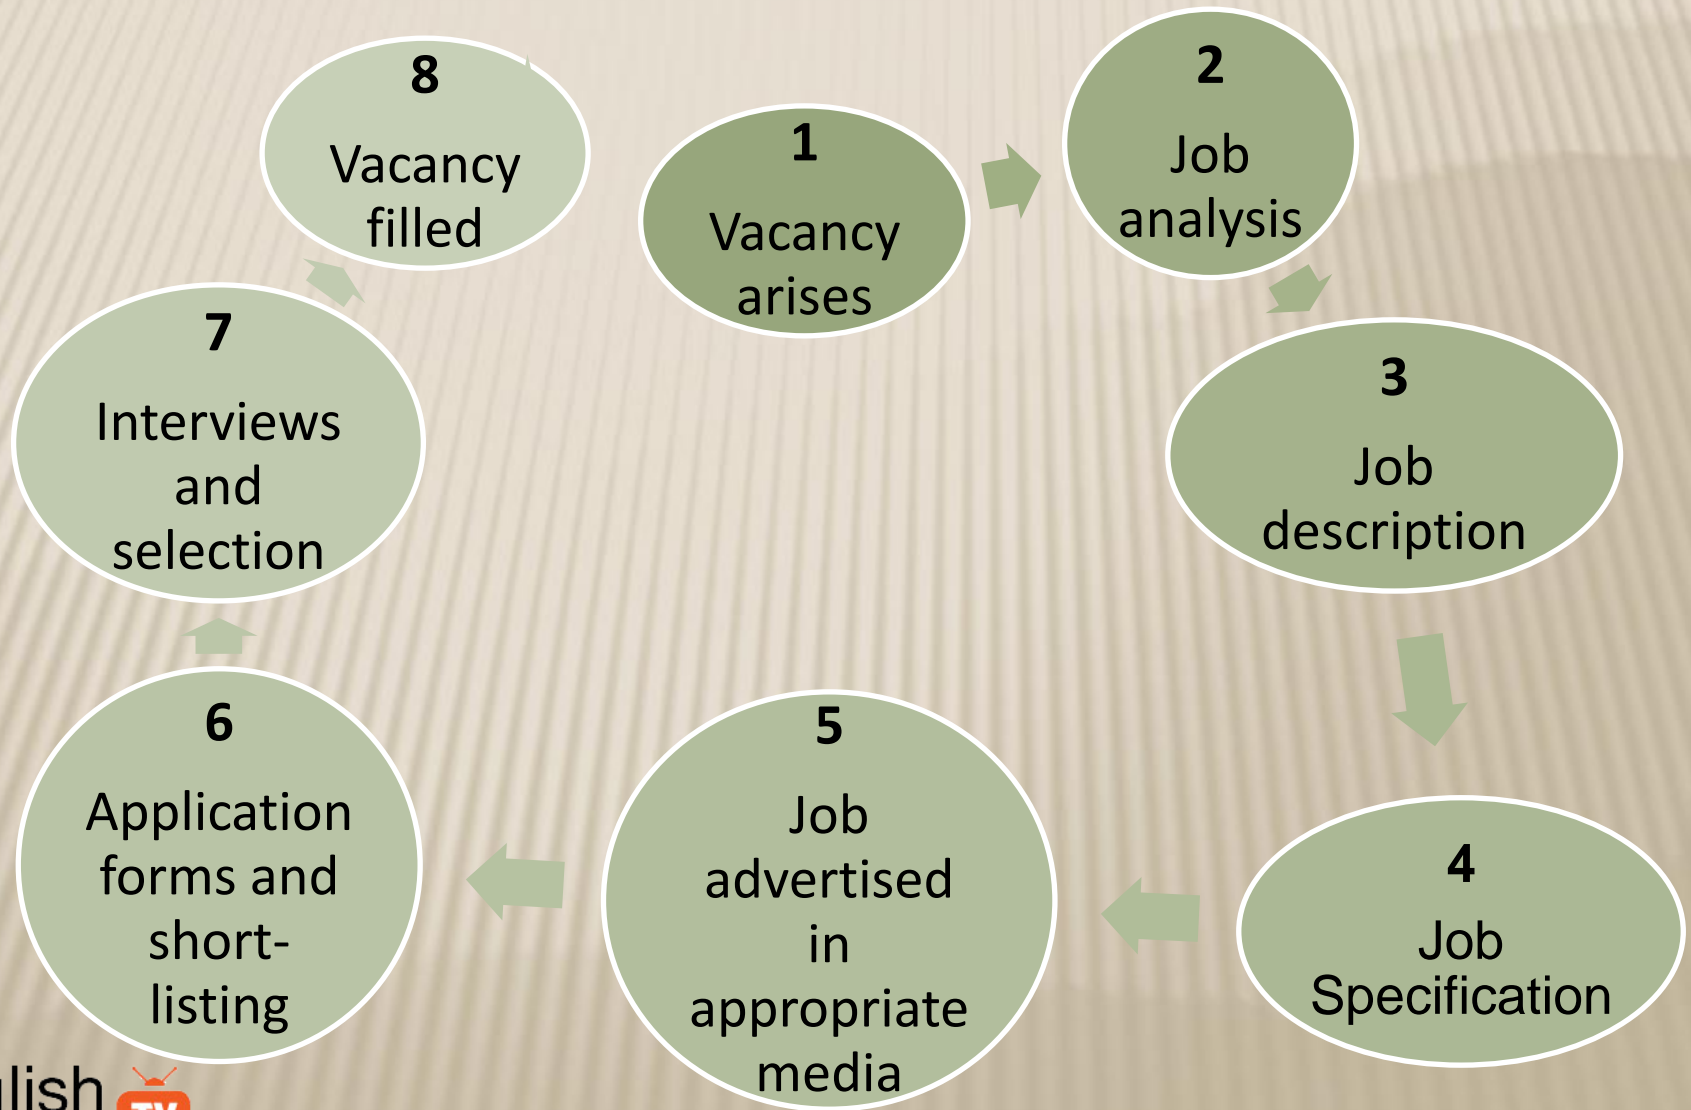 1
Vacancy
arises
2
Job
analysis
3
Job
description
4
Job
Specification
5
Job
advertised
in
appropriate
media
6
Application
forms and
short-
listing
7
Interviews
and
selection
8
Vacancy
filled
lish
TV